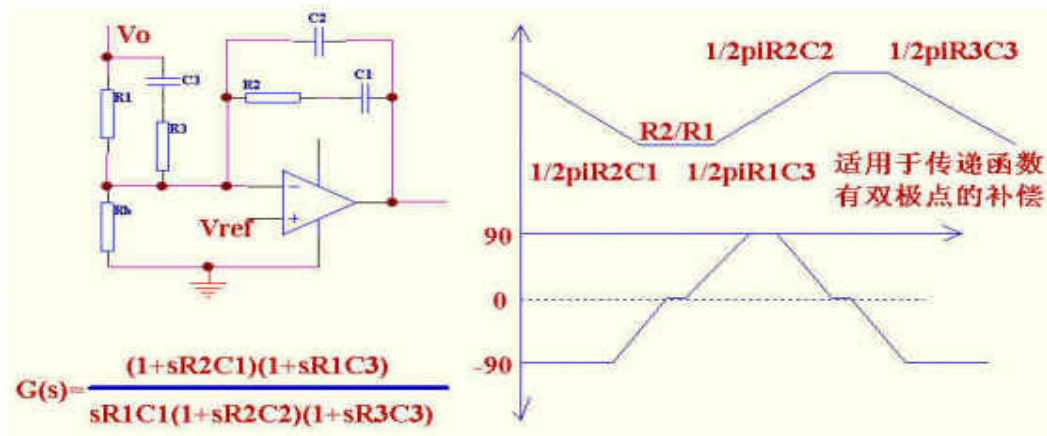 Vo
C2
C3
R1
R2
C1
R3
Rb
Vref
−
+
G(s)=
(1+sR2C1)(1+sR1C3)
sR1C1(1+sR2C2)(1+sR3C3)
1/2piR2C2
1/2piR3C3
R2/R1
1/2piR2C1
1/2piR1C3
适用于传递函数
有双极点的补偿
90
0
-90